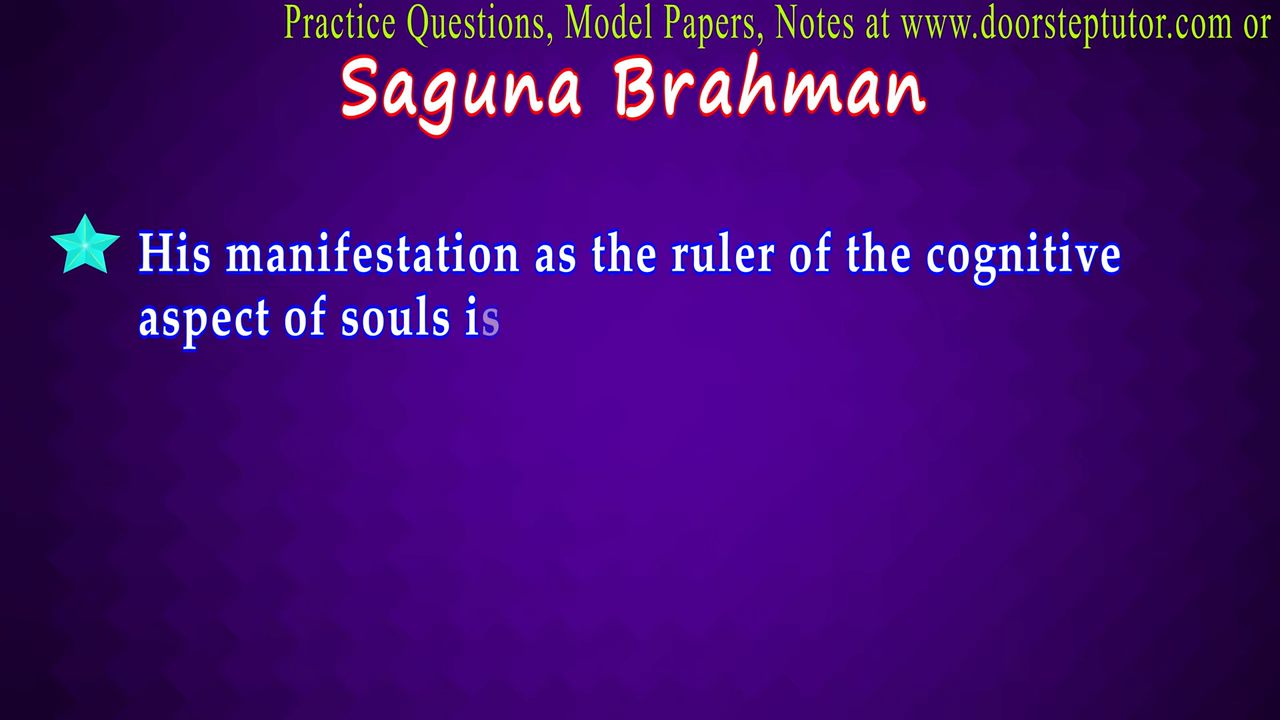 Practice Questions, Model Papers, Notes at www.doorsteptutor.com or
Saguna Brahman
His manifestation as the ruler of the cognitive
aspect of souls is